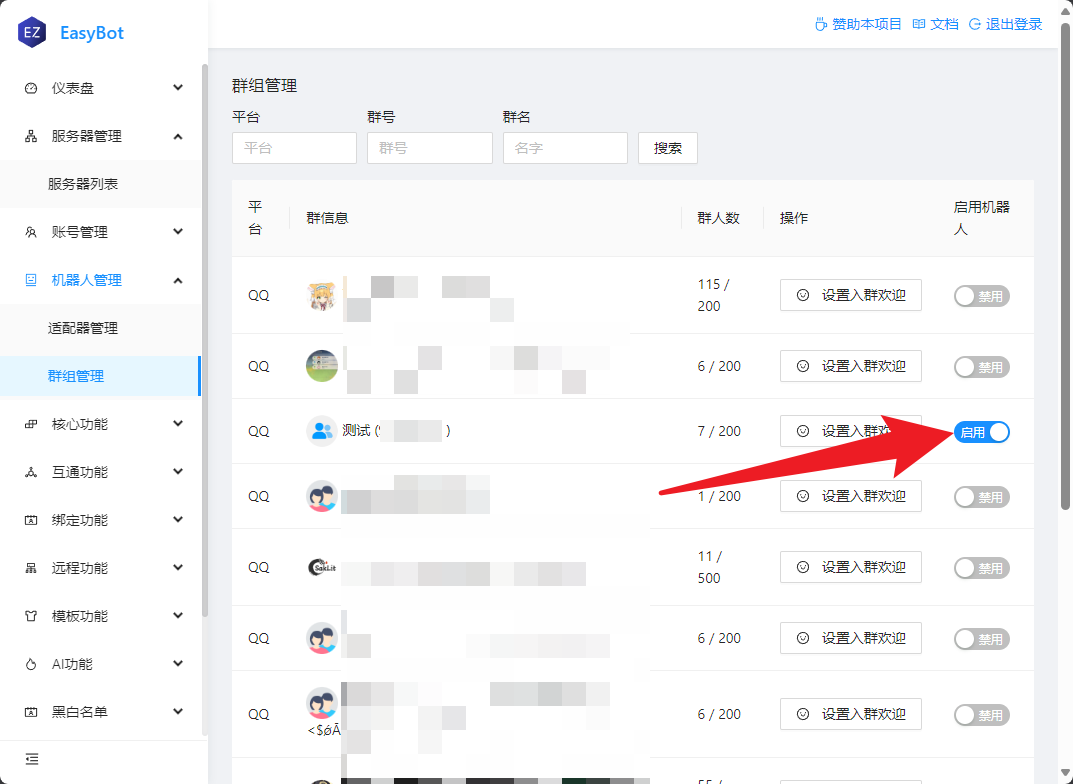 EZ EasyBot
赞助本项目 文档 退出登录
仪表盘
服务器管理
服务器列表
账号管理
机器人管理
适配器管理
群组管理
核心功能
互通功能
绑定功能
远程功能
模板功能
AI功能
黑白名单
群组管理
平台 群号 群名
平台 群号 名字 搜索
平台 群信息 群人数 操作 启用机器人
QQ 115 / 200 设置入群欢迎 禁用
QQ 6 / 200 设置入群欢迎 禁用
QQ 测试 ( ) 7 / 200 设置入群欢迎 启用
QQ 1 / 200 设置入群欢迎 禁用
QQ SakLit 11 / 500 设置入群欢迎 禁用
QQ 6 / 200 设置入群欢迎 禁用
QQ 6 / 200 设置入群欢迎 禁用